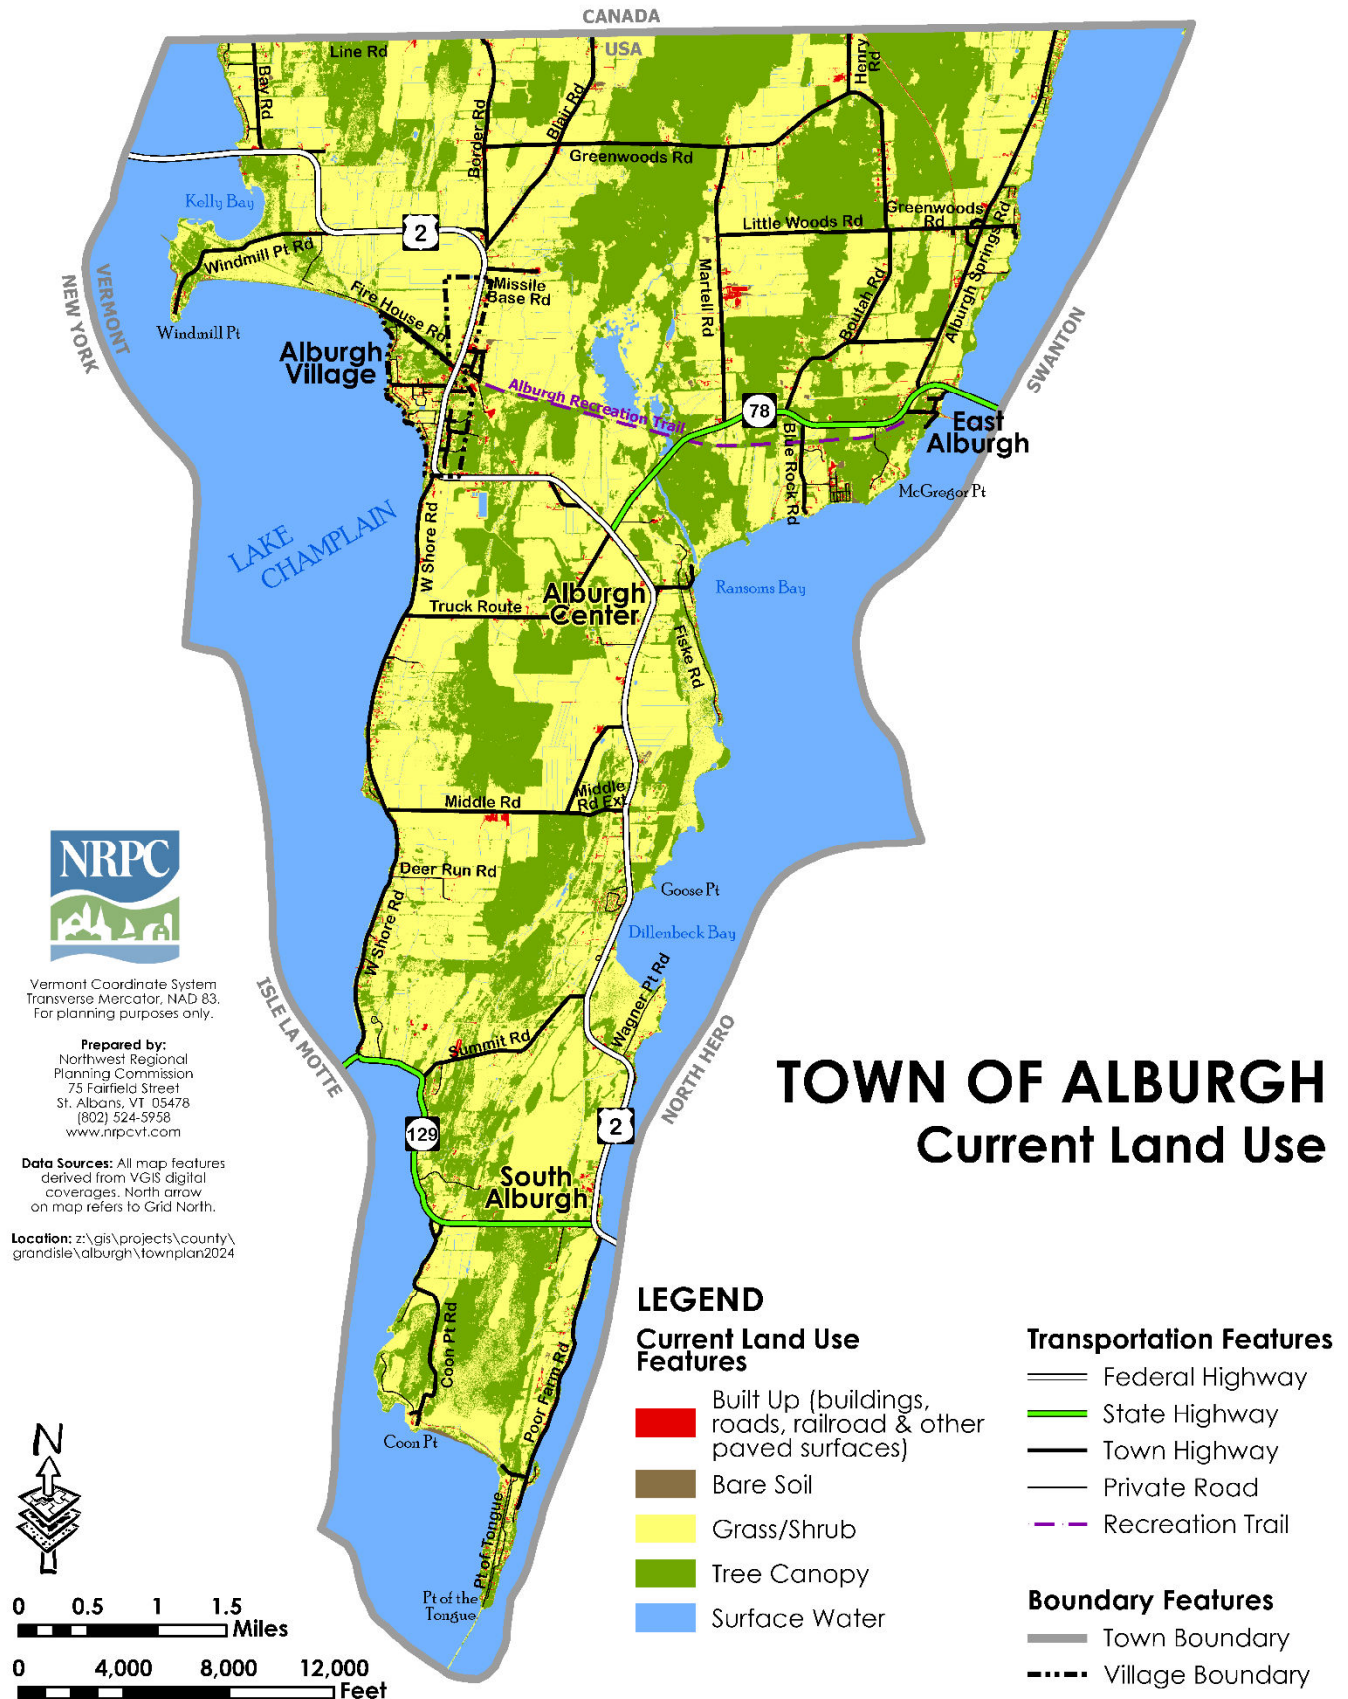 CANADA
USA
Line Rd
Bay Rd
Border Rd
Blair Rd
Henry
Rd
Greenwoods Rd
Kelly Bay
2
Windmill Pt Rd
Little Woods Rd
Greenwoods
Rd
Missile
Base Rd
Martell Rd
Boutah Rd
Alburgh Springs Rd
VERMONT
NEW YORK
Windmill Pt
Fire House Rd
Alburgh
Village
SWANTON
Alburgh Recreation Trail
78
East
Alburgh
Blue Rock Rd
McGregor Pt
LAKE
CHAMPLAIN
W Shore Rd
Ransoms Bay
Alburgh
Center
Truck Route
Fiske Rd
Middle Rd
Middle
Rd Ext
NRPC
Deer Run Rd
Goose Pt
W Shore Rd
Dillenbeck Bay
Wagner Pt Rd
Vermont Coordinate System
Transverse Mercator, NAD 83.
For planning purposes only.
Prepared by:
Northwest Regional
Planning Commission
75 Fairfield Street
St. Albans, VT 05478
(802) 524-5958
www.nrpcvt.com
Data Sources: All map features
derived from VGIS digital
coverages. North arrow
on map refers to Grid North.
Location: z:\gis\projects\county\
grandisle\alburgh\townplan2024
ISLE LA MOTTE
Summit Rd
NORTH HERO
129
2
South
Alburgh
TOWN OF ALBURGH
Current Land Use
Coon Pt Rd
Poor Farm Rd
Coon Pt
Pt of Tongue
Pt of the
Tongue
LEGEND
Current Land Use
Features
Built Up (buildings,
roads, railroad & other
paved surfaces)
Bare Soil
Grass/Shrub
Tree Canopy
Surface Water
Transportation Features
Federal Highway
State Highway
Town Highway
Private Road
Recreation Trail
Boundary Features
Town Boundary
Village Boundary
N
0 0.5 1 1.5
Miles
0 4,000 8,000 12,000
Feet